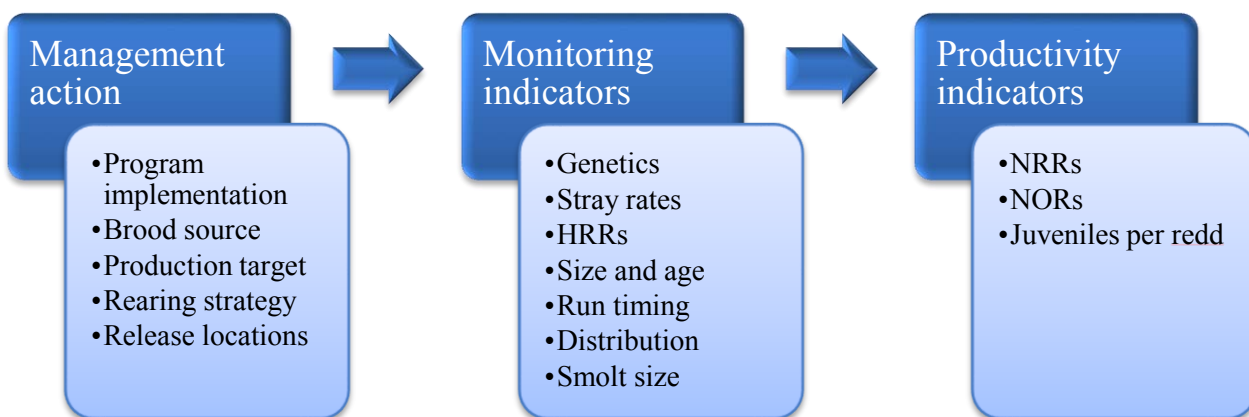 Management
action
•Program
implementation
•Brood source
•Production target
•Rearing strategy
•Release locations
Monitoring
indicators
•Genetics
•Stray rates
•HRRs
•Size and age
•Run timing
•Distribution
•Smolt size
Productivity
indicators
•NRRs
•NORs
•Juveniles per redd